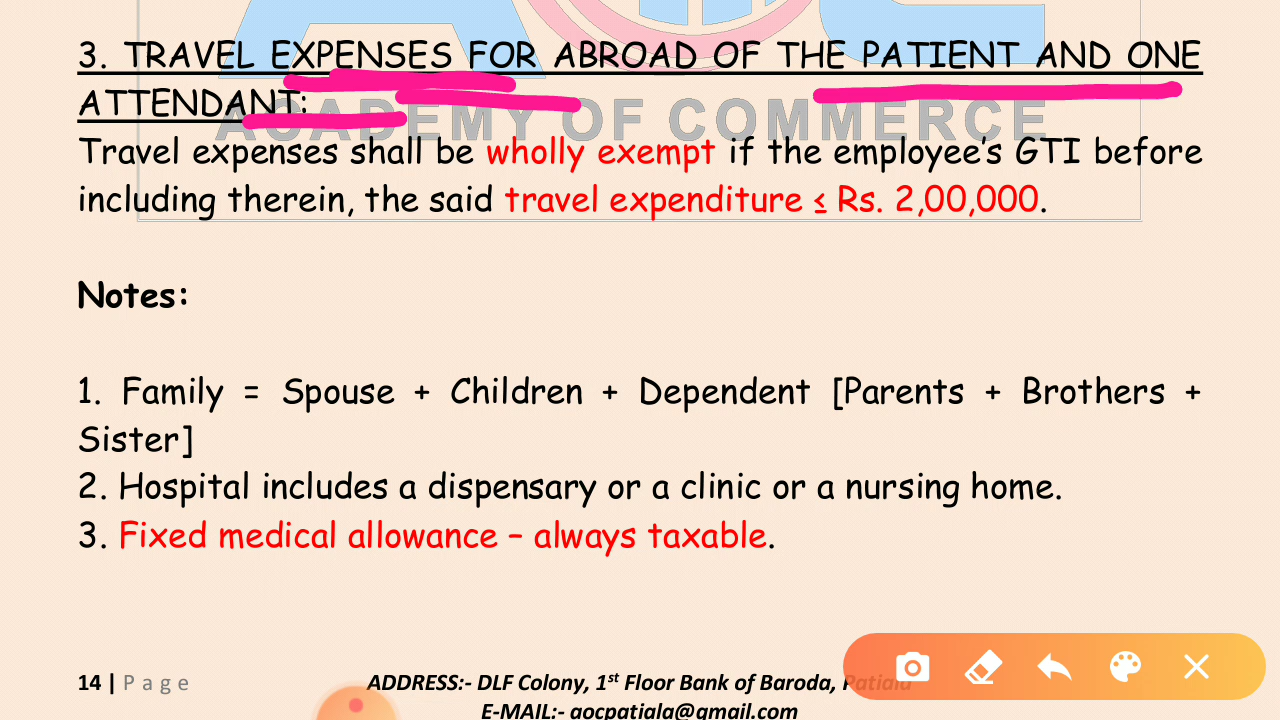 3. TRAVEL EXPENSES FOR ABROAD OF THE PATIENT AND ONE
ATTENDANT:
ACADEMY OF COMMERCE
Travel expenses shall be wholly exempt if the employee's GTI before
including therein, the said travel expenditure ≤ Rs. 2,00,000.
Notes:
1. Family = Spouse + Children + Dependent [Parents + Brothers +
Sister]
2. Hospital includes a dispensary or a clinic or a nursing home.
3. Fixed medical allowance – always taxable.
14 | Page
ADDRESS:- DLF Colony, 1st Floor Bank of Baroda, Patiala
E-MAIL:- aocpatiala@gmail.com